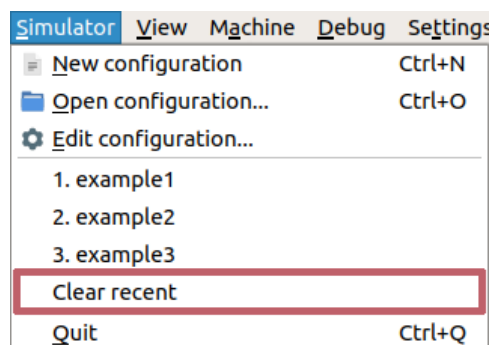 Simulator View Machine Debug Settings
New configuration Ctrl+N
Open configuration... Ctrl+O
Edit configuration...
1. example1
2. example2
3. example3
Clear recent
Quit Ctrl+Q